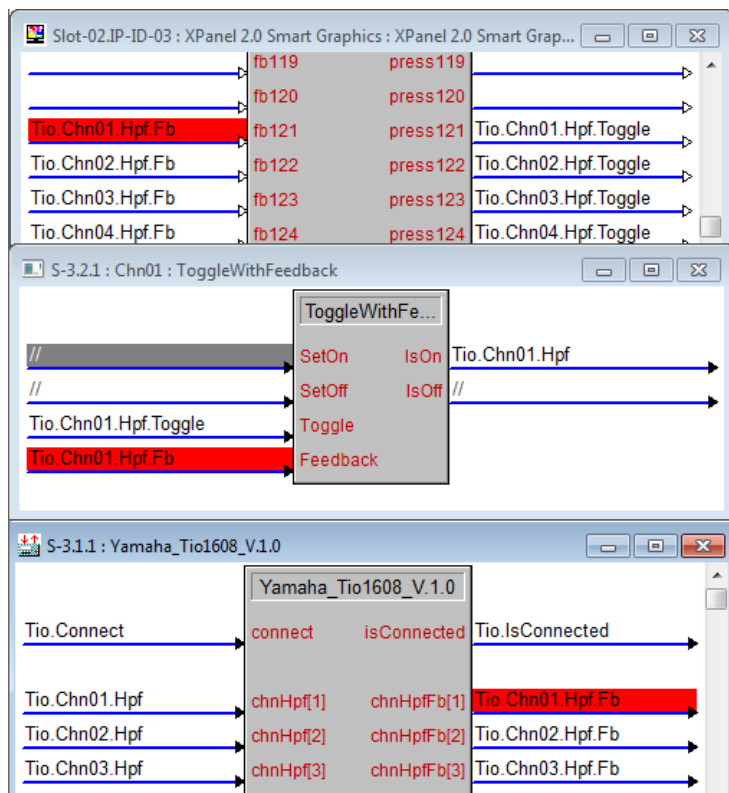 Slot-02.IP-ID-03 : XPanel 2.0 Smart Graphics : XPanel 2.0 Smart Grap...
fb119 press119
fb120 press120
Tio.Chn01.Hpf.Fb fb121 press121 Tio.Chn01.Hpf.Toggle
Tio.Chn02.Hpf.Fb fb122 press122 Tio.Chn02.Hpf.Toggle
Tio.Chn03.Hpf.Fb fb123 press123 Tio.Chn03.Hpf.Toggle
Tio.Chn04.Hpf.Fb fb124 press124 Tio.Chn04.Hpf.Toggle
S-3.2.1 : Chn01 : ToggleWithFeedback
ToggleWithFe...
// SetOn IsOn Tio.Chn01.Hpf
// SetOff IsOff //
Tio.Chn01.Hpf.Toggle Toggle
Tio.Chn01.Hpf.Fb Feedback
S-3.1.1 : Yamaha_Tio1608_V.1.0
Yamaha_Tio1608_V.1.0
Tio.Connect connect isConnected Tio.IsConnected
Tio.Chn01.Hpf chnHpf[1] chnHpfFb[1] Tio.Chn01.Hpf.Fb
Tio.Chn02.Hpf chnHpf[2] chnHpfFb[2] Tio.Chn02.Hpf.Fb
Tio.Chn03.Hpf chnHpf[3] chnHpfFb[3] Tio.Chn03.Hpf.Fb